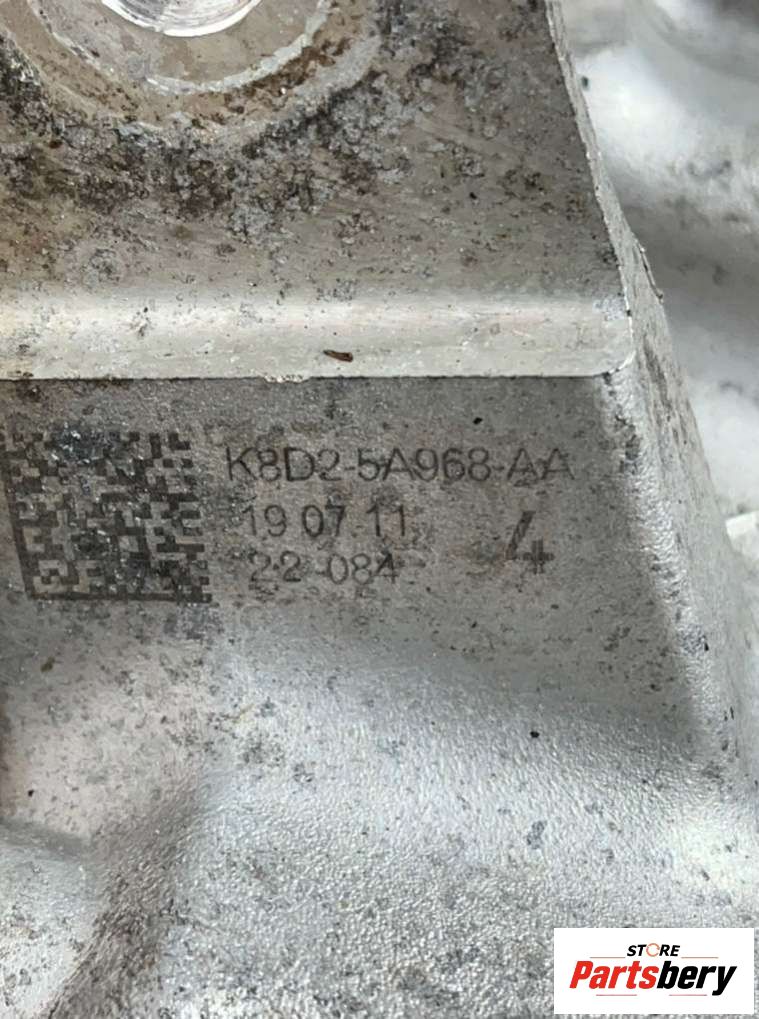 K8D2-5A968-AA
19 07 11
22 084
4
STORE
Partsbery